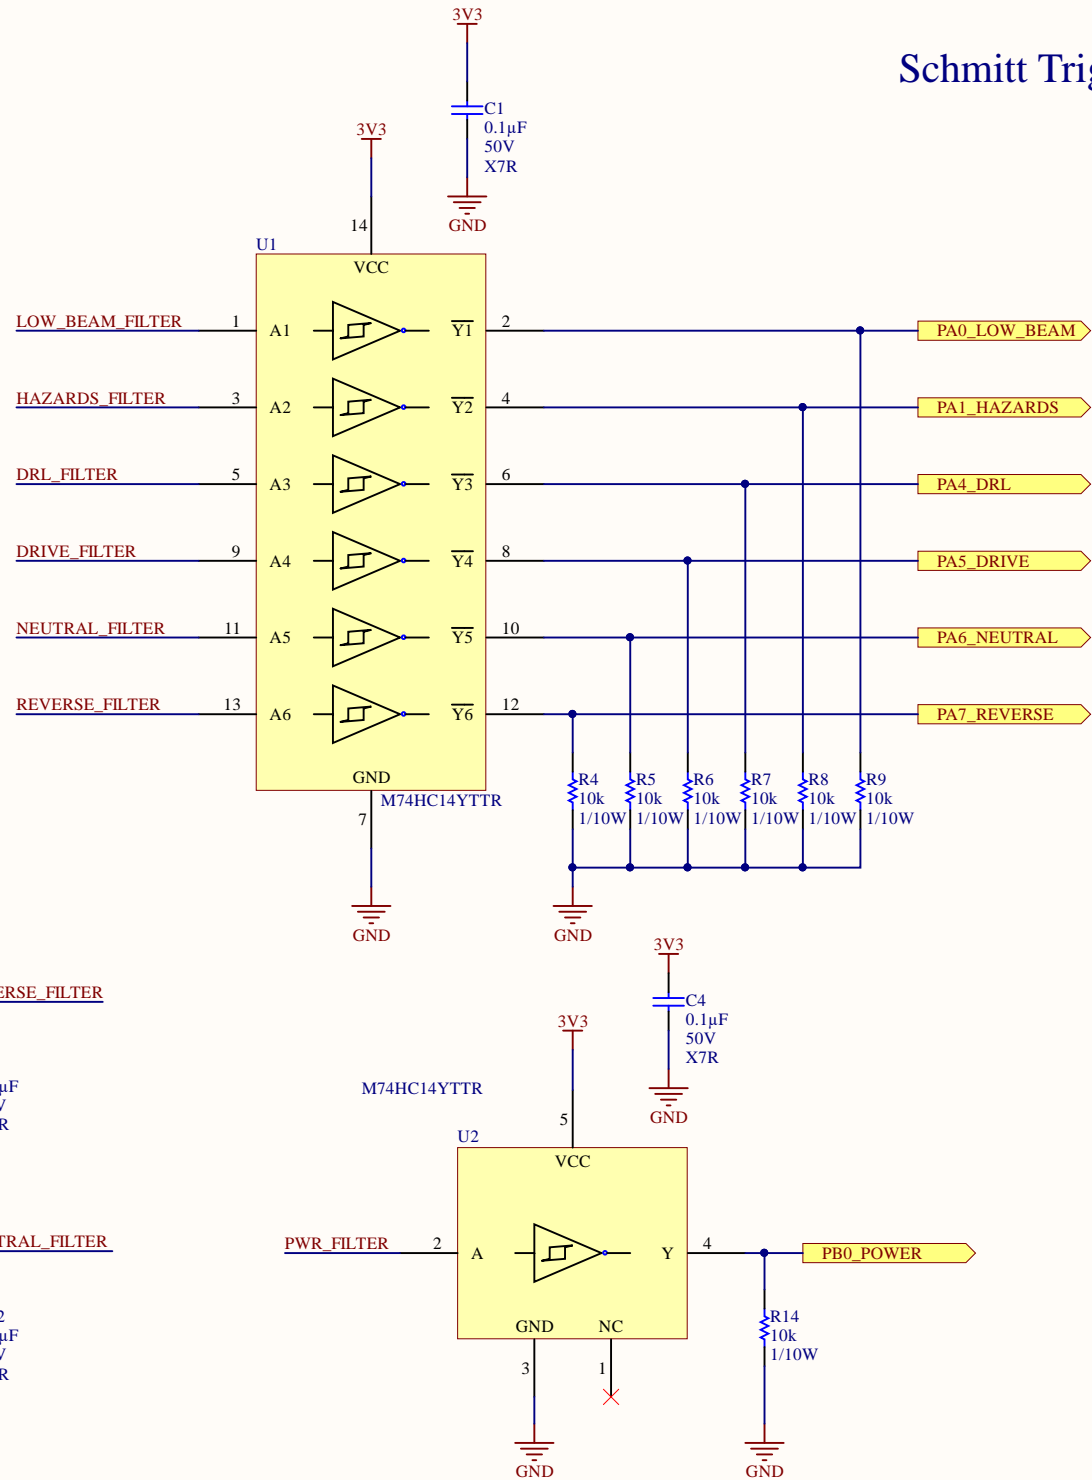 3V3
Schmitt Trig
C1
0.1µF
50V
X7R
GND
3V3
14
U1
VCC
LOW_BEAM_FILTER 1 A1 Y1 2 PA0_LOW_BEAM
HAZARDS_FILTER 3 A2 Y2 4 PA1_HAZARDS
DRL_FILTER 5 A3 Y3 6 PA4_DRL
DRIVE_FILTER 9 A4 Y4 8 PA5_DRIVE
NEUTRAL_FILTER 11 A5 Y5 10 PA6_NEUTRAL
REVERSE_FILTER 13 A6 Y6 12 PA7_REVERSE
GND
M74HC14YTTR
7
GND
R4 R5 R6 R7 R8 R9
10k 10k 10k 10k 10k 10k
1/10W 1/10W 1/10W 1/10W 1/10W 1/10W
GND
3V3
C4
0.1µF
50V
X7R
GND
ERSE_FILTER
µF
V
R
3V3
M74HC14YTTR
5
U2
VCC
TRAL_FILTER
PWR_FILTER 2 A Y 4 PB0_POWER
GND NC
3 1
GND
R14
10k
1/10W
GND
2
µF
V
R